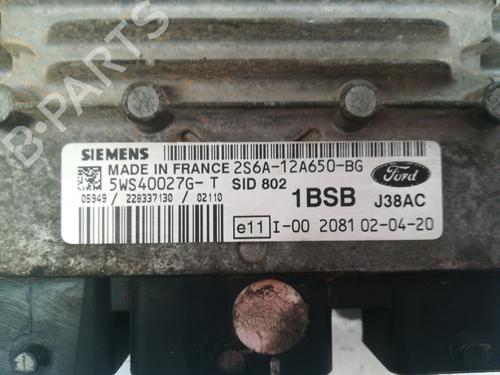 B-PARTS
SIEMENS
MADE IN FRANCE 2S6A-12A650-BG
5WS40027G-T SID 802
Ford
05949 / 228337130 / 02110
1BSB J38AC
e11 I-00 2081 02-04-20